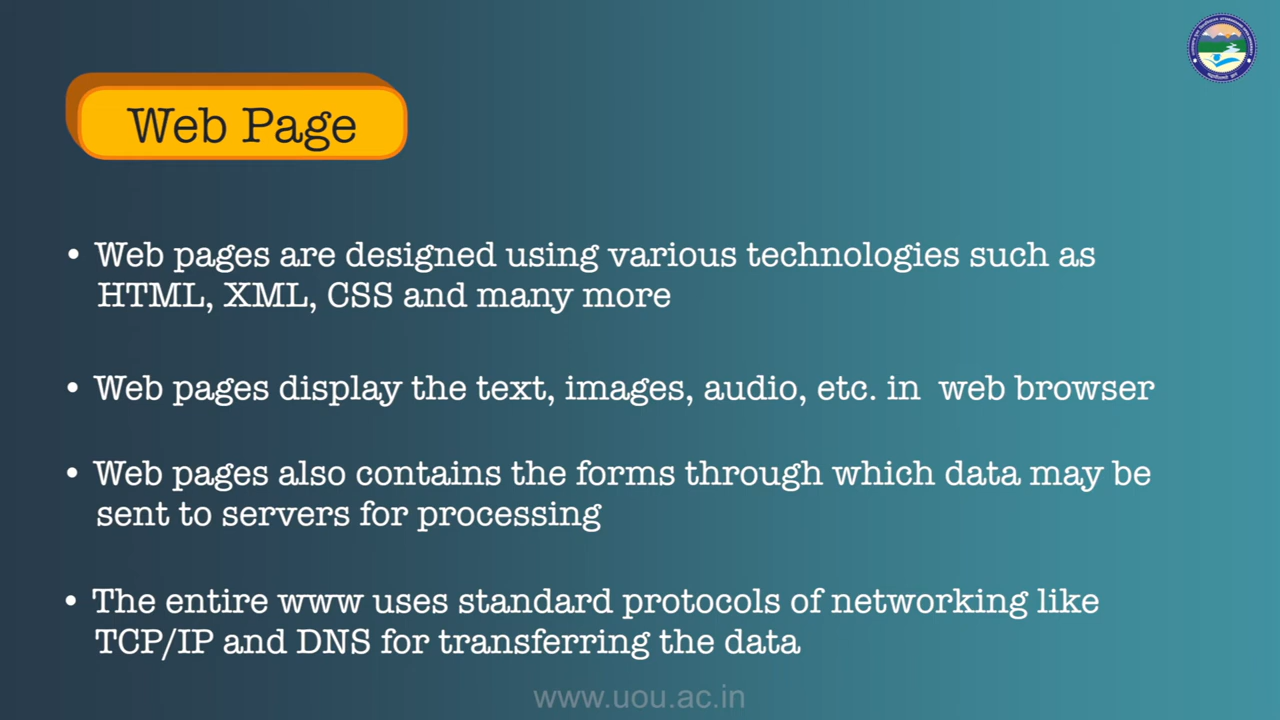 Web Page
• Web pages are designed using various technologies such as
HTML, XML, CSS and many more
• Web pages display the text, images, audio, etc. in  web browser
• Web pages also contains the forms through which data may be
sent to servers for processing
• The entire www uses standard protocols of networking like
TCP/IP and DNS for transferring the data
www.uou.ac.in